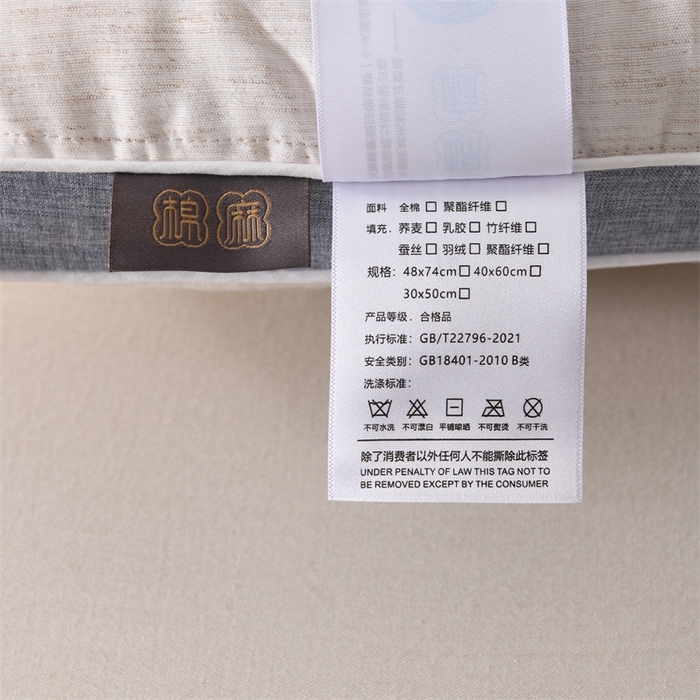 棉麻
面料 全棉□ 聚酯纤维□
填充. 荞麦□ 乳胶□ 竹纤维□
蚕丝□ 羽绒□ 聚酯纤维□
规格: 48x74cm□ 40x60cm□
30x50cm□
产品等级. 合格品
执行标准: GB/T22796-2021
安全类别: GB18401-2010 B类
洗涤标准:
不可水洗 不可漂白 平铺晾晒 不可熨烫 不可干洗
除了消费者以外任何人不能撕除此标签
UNDER PENALTY OF LAW THIS TAG NOT TO
BE REMOVED EXCEPT BY THE CONSUMER